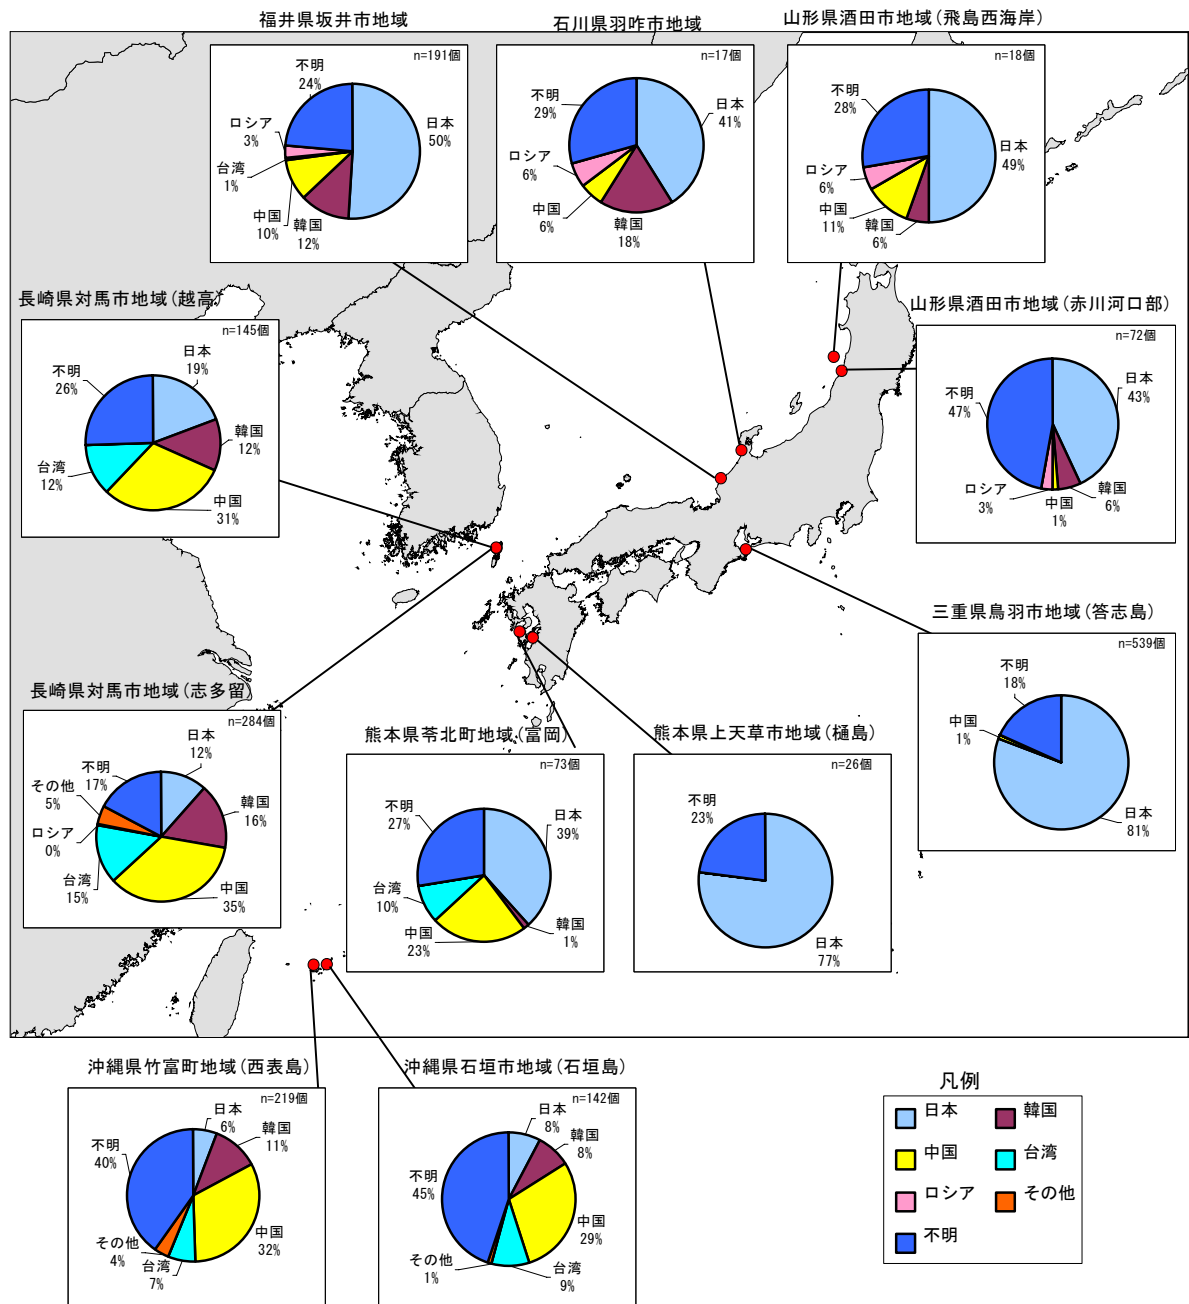 福井県坂井市地域
n=191個
不明
24%
ロシア
3%
台湾
1%
中国
10%
韓国
12%
日本
50%
石川県羽咋市地域
n=17個
不明
29%
ロシア
6%
中国
6%
韓国
18%
日本
41%
山形県酒田市地域(飛島西海岸)
n=18個
不明
28%
ロシア
6%
中国
11%
韓国
6%
日本
49%
長崎県対馬市地域(越高)
n=145個
不明
26%
日本
19%
韓国
12%
台湾
12%
中国
31%
山形県酒田市地域(赤川河口部)
n=72個
不明
47%
日本
43%
ロシア
3%
中国
1%
韓国
6%
三重県鳥羽市地域(答志島)
n=539個
不明
18%
中国
1%
日本
81%
長崎県対馬市地域(志多留)
n=284個
日本
12%
不明
17%
その他
5%
ロシア
0%
台湾
15%
韓国
16%
中国
35%
熊本県苓北町地域(富岡)
n=73個
不明
27%
日本
39%
台湾
10%
中国
23%
韓国
1%
熊本県上天草市地域(樋島)
n=26個
不明
23%
日本
77%
沖縄県竹富町地域(西表島)
n=219個
日本
6%
韓国
11%
不明
40%
その他
4%
台湾
7%
中国
32%
沖縄県石垣市地域(石垣島)
n=142個
日本
8%
韓国
8%
不明
45%
その他
1%
台湾
9%
中国
29%
凡例
日本
韓国
中国
台湾
ロシア
その他
不明